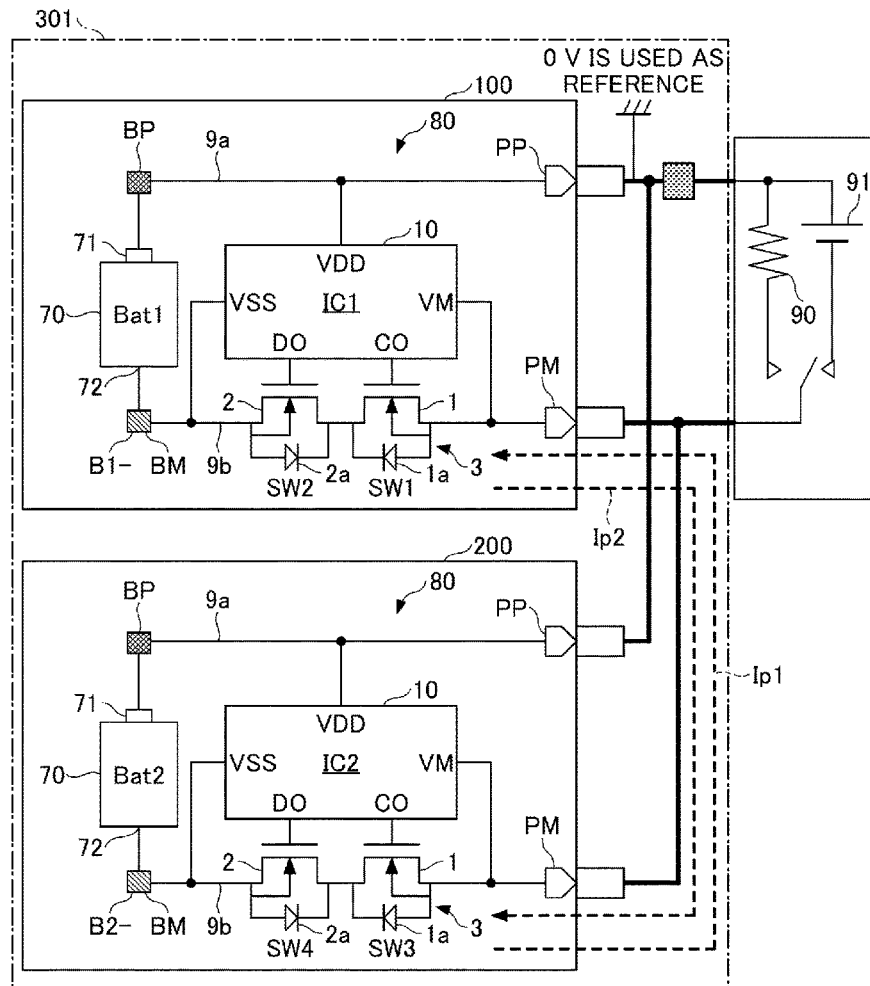 301
0 V IS USED AS
REFERENCE
100
BP
9a
80
PP
91
71
10
VDD
70
Bat1
VSS
IC1
VM
90
DO
CO
72
PM
2
1
B1-
BM
9b
2a
1a
3
SW2
SW1
Ip2
200
BP
9a
80
PP
Ip1
71
10
VDD
70
Bat2
VSS
IC2
VM
DO
CO
72
PM
2
1
B2-
BM
9b
2a
1a
3
SW4
SW3